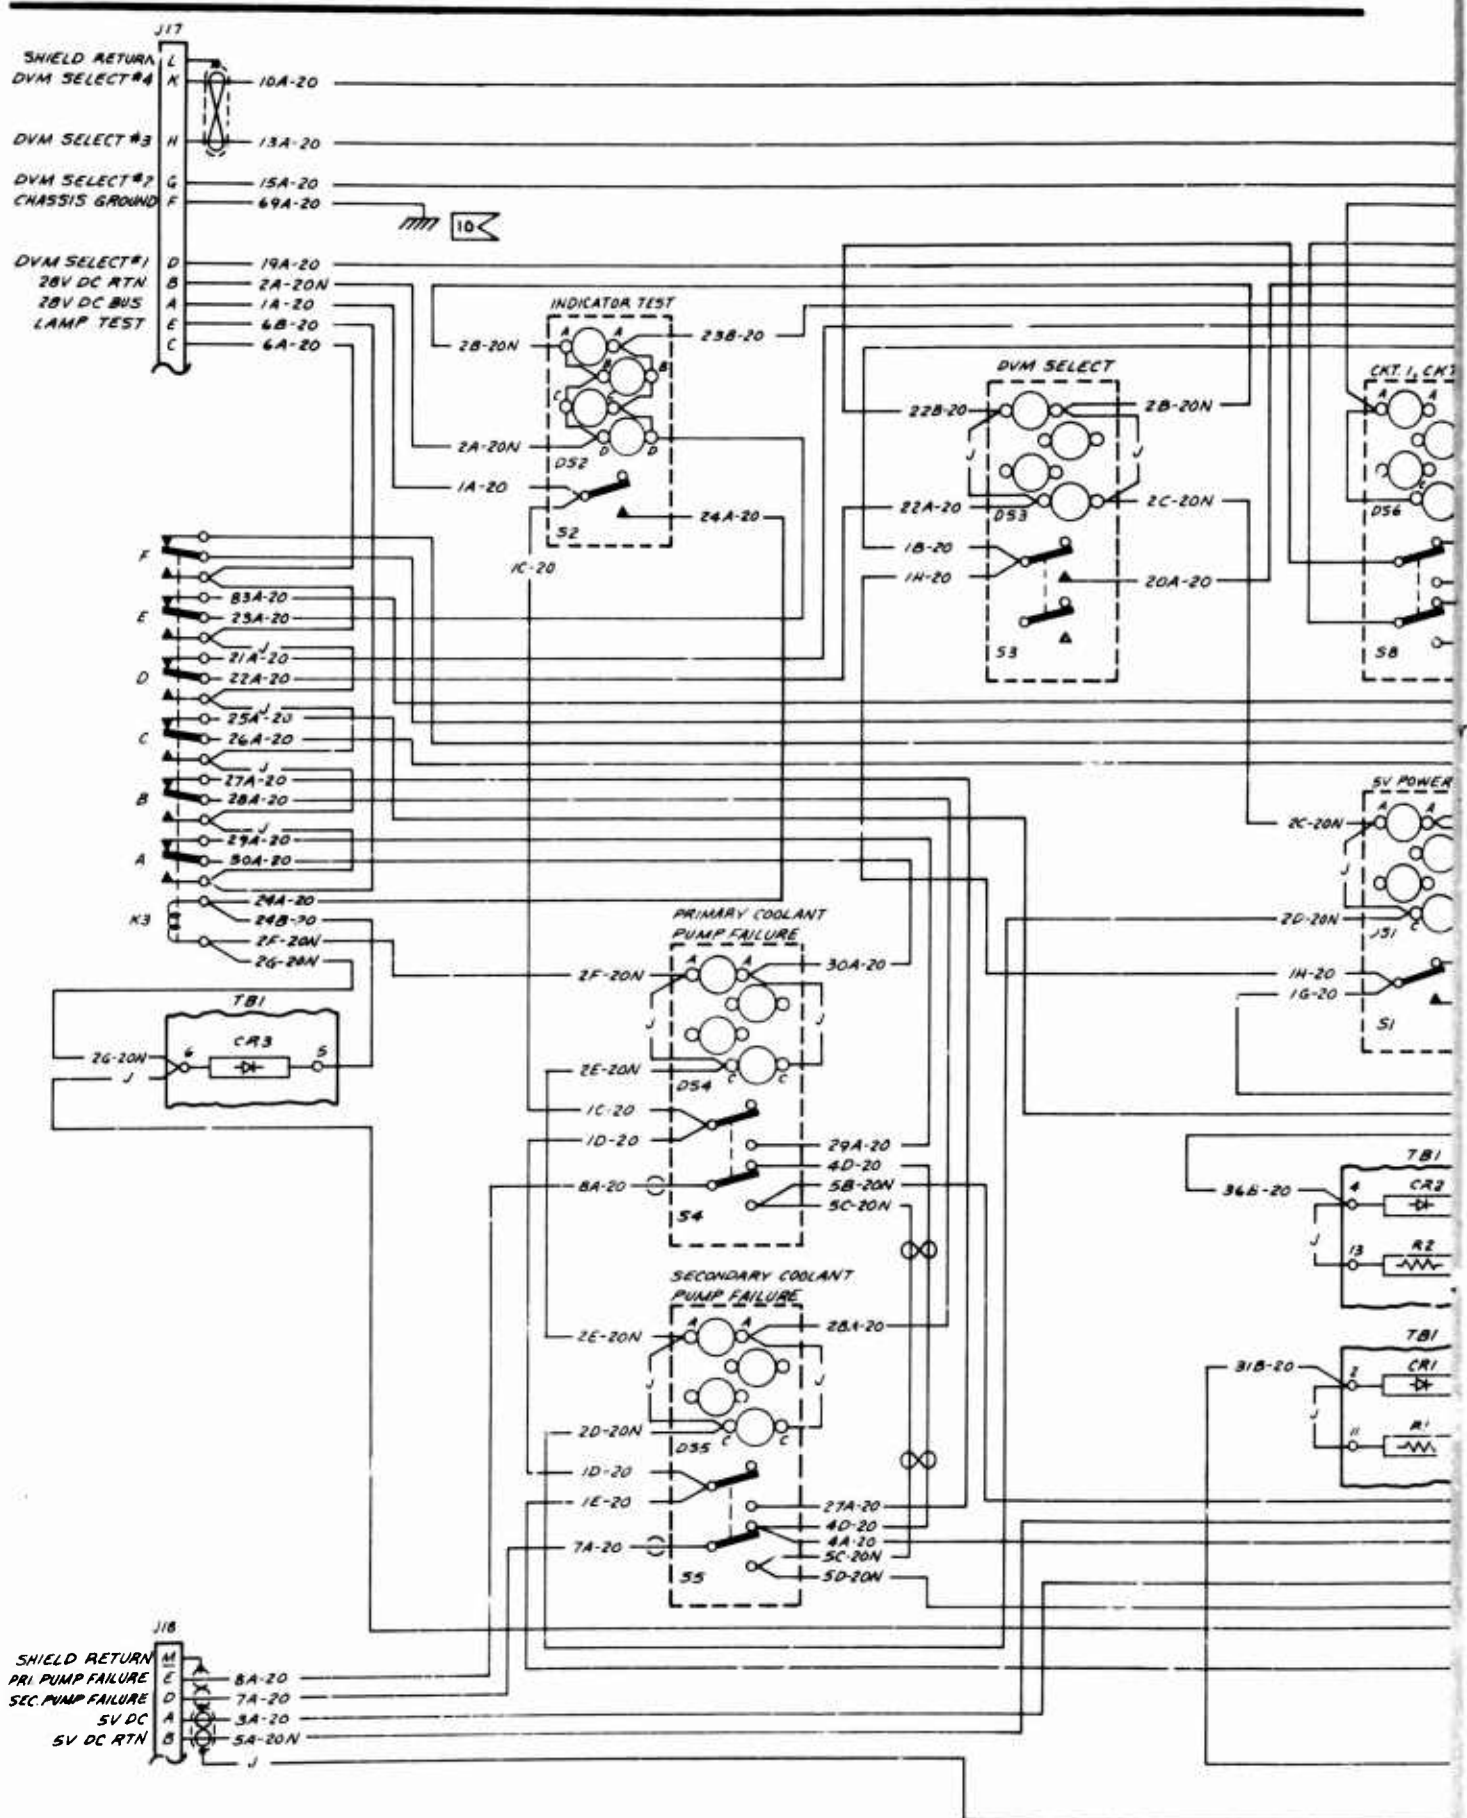 J17
SHIELD RETURN L
DVM SELECT #4 K 10A-20
DVM SELECT #3 H 13A-20
DVM SELECT #2 G 15A-20
CHASSIS GROUND F 69A-20
10
DVM SELECT #1 D 19A-20
28V DC RTN B 2A-20N
28V DC BUS A 1A-20
LAMP TEST E 6B-20
C 6A-20
INDICATOR TEST
A A
2B-20N
23B-20
B B
C C
D D
2A-20N
DS2
1A-20
24A-20
S2
1C-20
DVM SELECT
22B-20
2B-20N
J J
22A-20
DS3
2C-20N
1B-20
1H-20
20A-20
S3
CKT. 1, CKT
A A
C
DS6
S8
F
83A-20
E 23A-20
J
21A-20
D 22A-20
J
25A-20
C 26A-20
J
27A-20
B 28A-20
J
29A-20
A 30A-20
24A-20
K3 24B-20
2F-20N
2G-20N
TB1
CR3
6 5
2G-20N
J
PRIMARY COOLANT
PUMP FAILURE
2F-20N
A A
30A-20
J J
2E-20N
DS4
C C
1C-20
1D-20
29A-20
4D-20
8A-20
5B-20N
5C-20N
S4
SECONDARY COOLANT
PUMP FAILURE
2E-20N
A A
28A-20
J J
2D-20N
DS5
C C
1D-20
1E-20
27A-20
4D-20
7A-20
4A-20
5C-20N
5D-20N
S5
5V POWER
2C-20N
A A
J
2D-20N
C
1H-20
1G-20
S1
TB1
4 CR2
J
13 R2
TB1
31B-20
2 CR1
J
11 R1
J18
SHIELD RETURN M
PRI. PUMP FAILURE E 8A-20
SEC. PUMP FAILURE D 7A-20
5V DC A 3A-20
5V DC RTN B 5A-20N
J